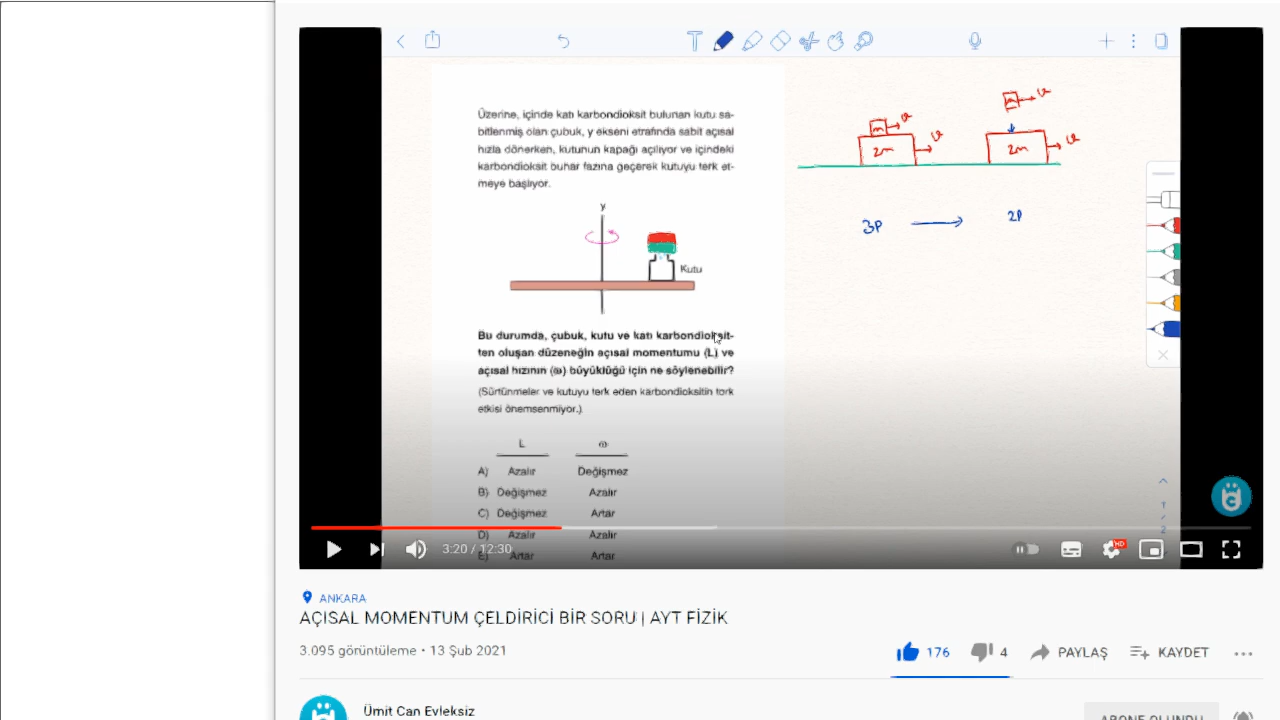 Üzerine, içinde katı karbondioksit bulunan kutu sa-
bitlenmiş olan çubuk, y ekseni etrafında sabit açısal
hızla dönerken, kutunun kapağı açılıyor ve içindeki
karbondioksit buhar fazına geçerek kutuyu terk et-
meye başlıyor.
y
Kutu
Bu durumda, çubuk, kutu ve katı karbondioksit-
ten oluşan düzeneğin açısal momentumu (L) ve
açısal hızının (ω) büyüklüğü için ne söylenebilir?
(Sürtünmeler ve kutuyu terk eden karbondioksitin tork
etkisi önemsenmiyor.)
L ω
A) Azalır Değişmez
B) Değişmez Azalır
C) Değişmez Artar
D) Azalır Azalır
E) Artar Artar
m v
2m v
m v
2m v
3P → 2P
1
/
2
3:20 / 12:30
HD
ANKARA
AÇISAL MOMENTUM ÇELDİRİCİ BİR SORU | AYT FİZİK
3.095 görüntüleme • 13 Şub 2021
176 4 PAYLAŞ KAYDET
Ümit Can Evleksiz
ABONE OLUNDU